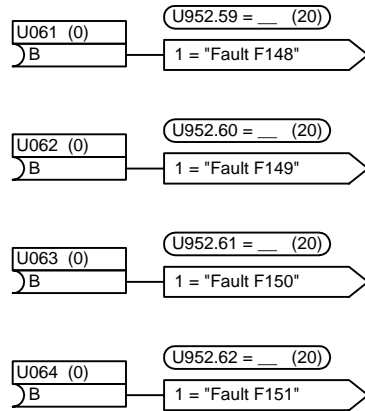 U952.59 = __ (20)
U061 (0)
B
1 = "Fault F148"
U952.60 = __ (20)
U062 (0)
B
1 = "Fault F149"
U952.61 = __ (20)
U063 (0)
B
1 = "Fault F150"
U952.62 = __ (20)
U064 (0)
B
1 = "Fault F151"